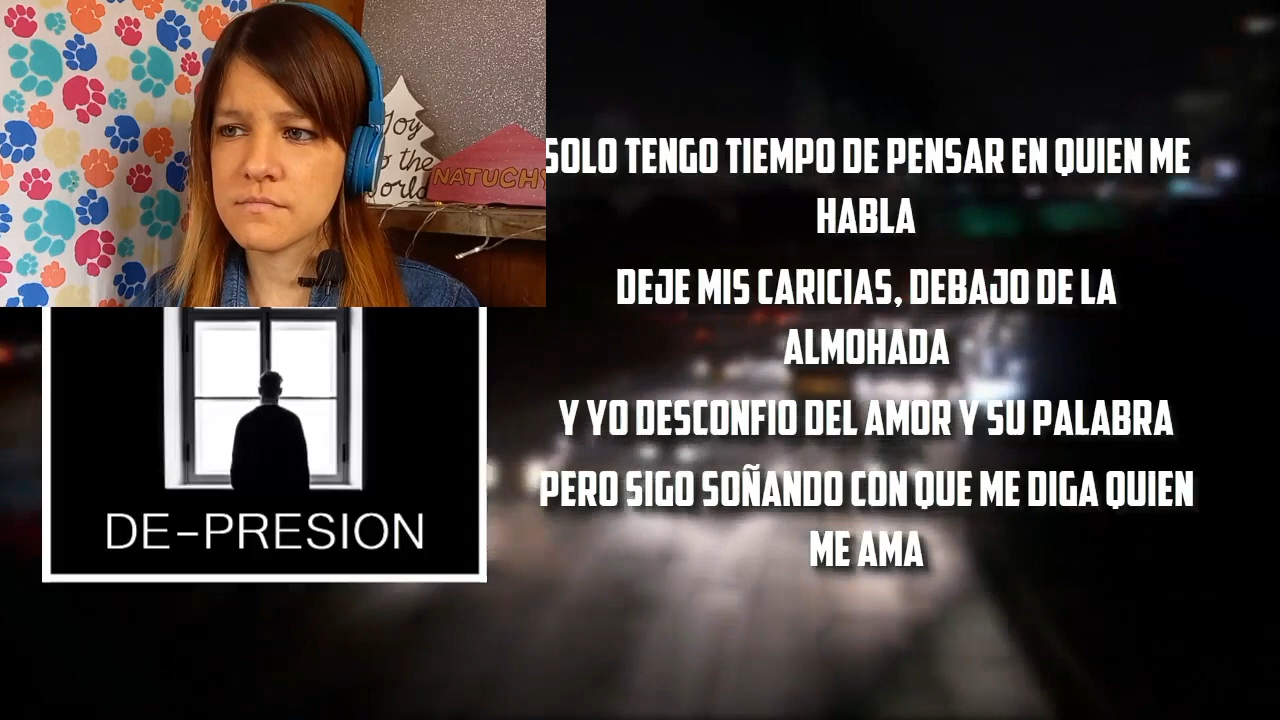 Joy
to the
World
NATUCHY
SOLO TENGO TIEMPO DE PENSAR EN QUIEN ME
HABLA
DEJE MIS CARICIAS, DEBAJO DE LA
ALMOHADA
Y YO DESCONFIO DEL AMOR Y SU PALABRA
PERO SIGO SOÑANDO CON QUE ME DIGA QUIEN
ME AMA
DE-PRESION